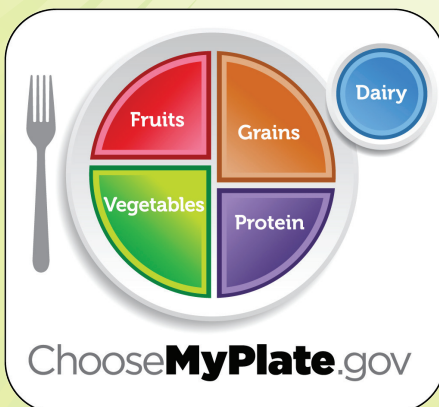 Fruits
Grains
Dairy
Vegetables
Protein
ChooseMyPlate.gov